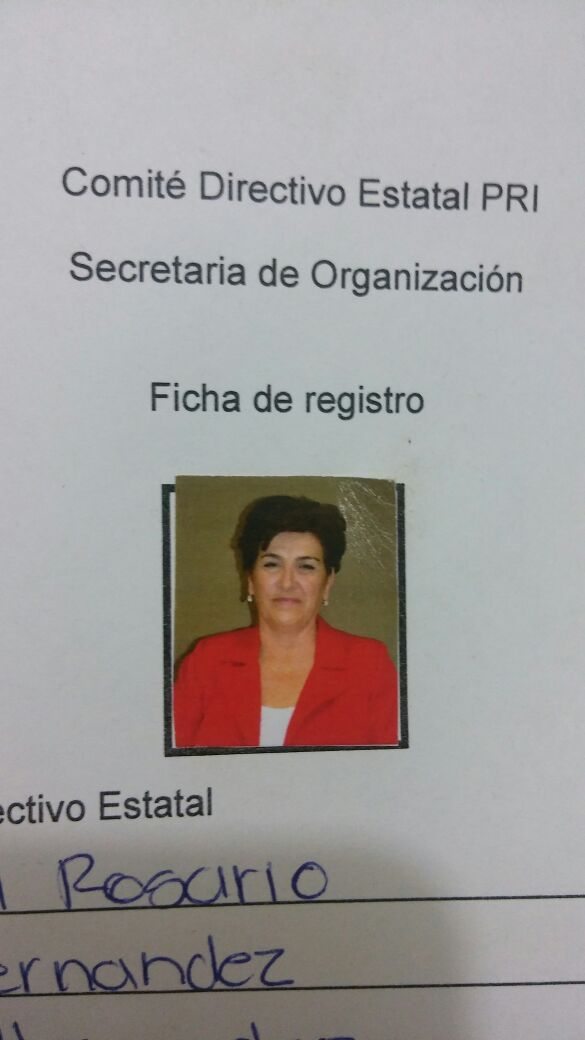 Comité Directivo Estatal PRI
Secretaria de Organización
Ficha de registro
ectivo Estatal
Rosario
ernandez